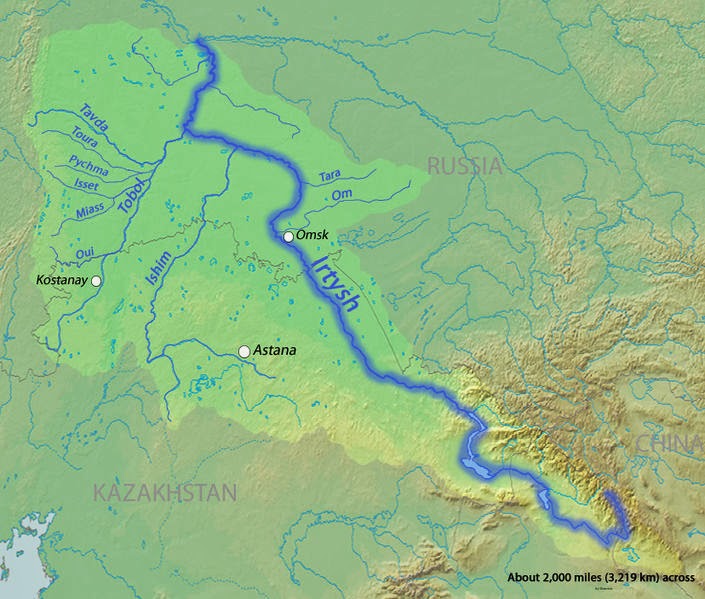 RUSSIA
Tavda
Toura
Pychma
Isset
Tobol
Miass
Tara
Om
Omsk
Oui
Ishim
Irtysh
Kostanay
Astana
CHINA
KAZAKHSTAN
About 2,000 miles (3,219 km) across